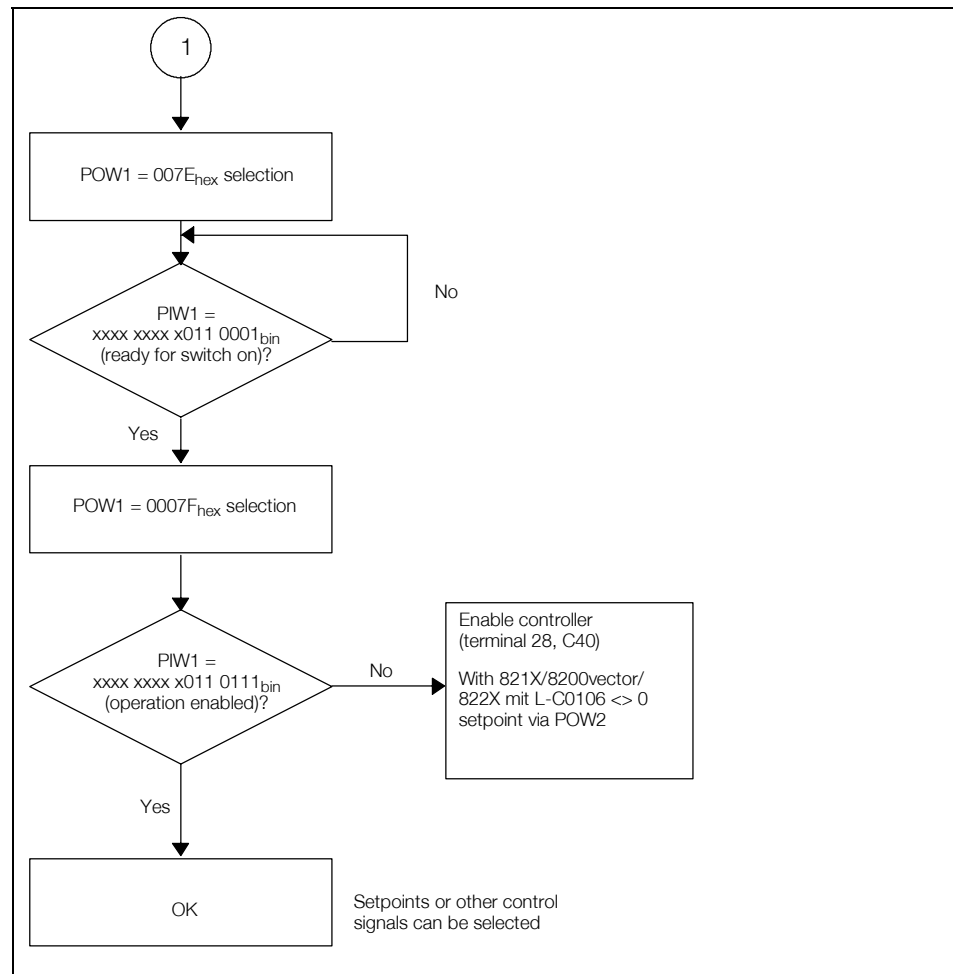 1
POW1 = 007Ehex selection
No
PIW1 =
xxxx xxxx x011 0001bin
(ready for switch on)?
Yes
POW1 = 0007Fhex selection
PIW1 =
xxxx xxxx x011 0111bin
(operation enabled)?
No
Enable controller
(terminal 28, C40)
With 821X/8200vector/
822X mit L-C0106 <> 0
setpoint via POW2
Yes
OK
Setpoints or other control
signals can be selected